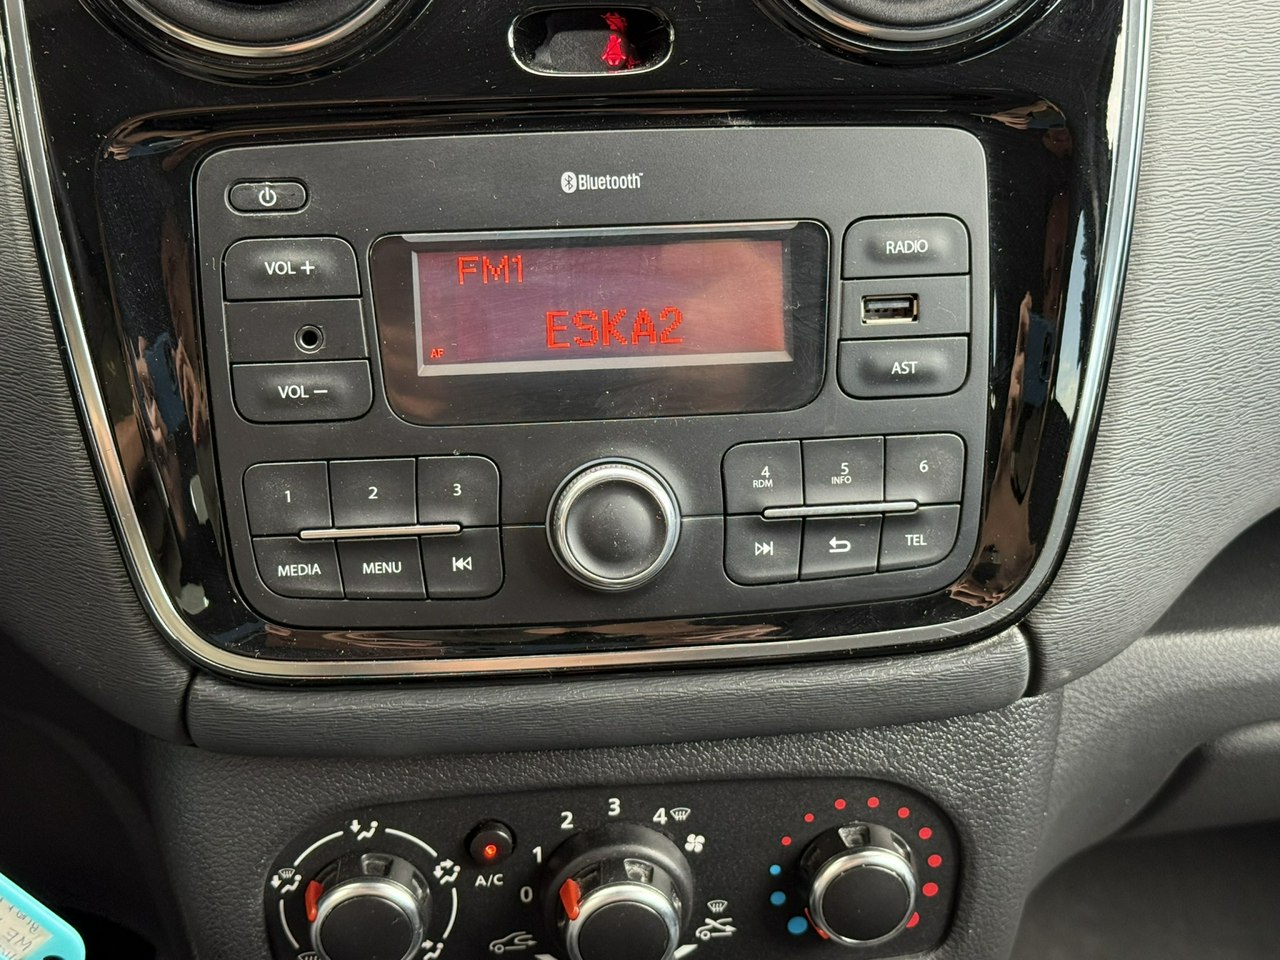 Bluetooth
VOL +
FM1
RADIO
ESKA2
AF
VOL −
AST
1
2
3
4
RDM
5
INFO
6
MEDIA
MENU
TEL
0
1
2
3
4
A/C